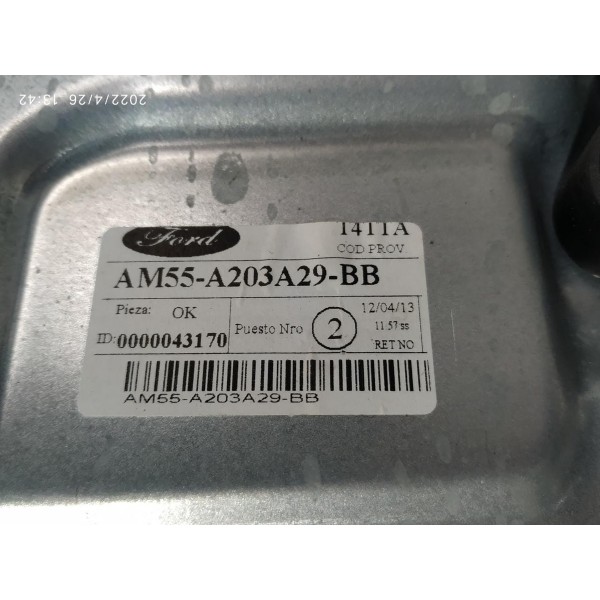 2022/4/26 13:42
Ford
1411A
COD PROV.
AM55-A203A29-BB
Pieza: OK
ID:0000043170
Puesto Nro 2
12/04/13
11:57 ss
RET NO
AM55-A203A29-BB